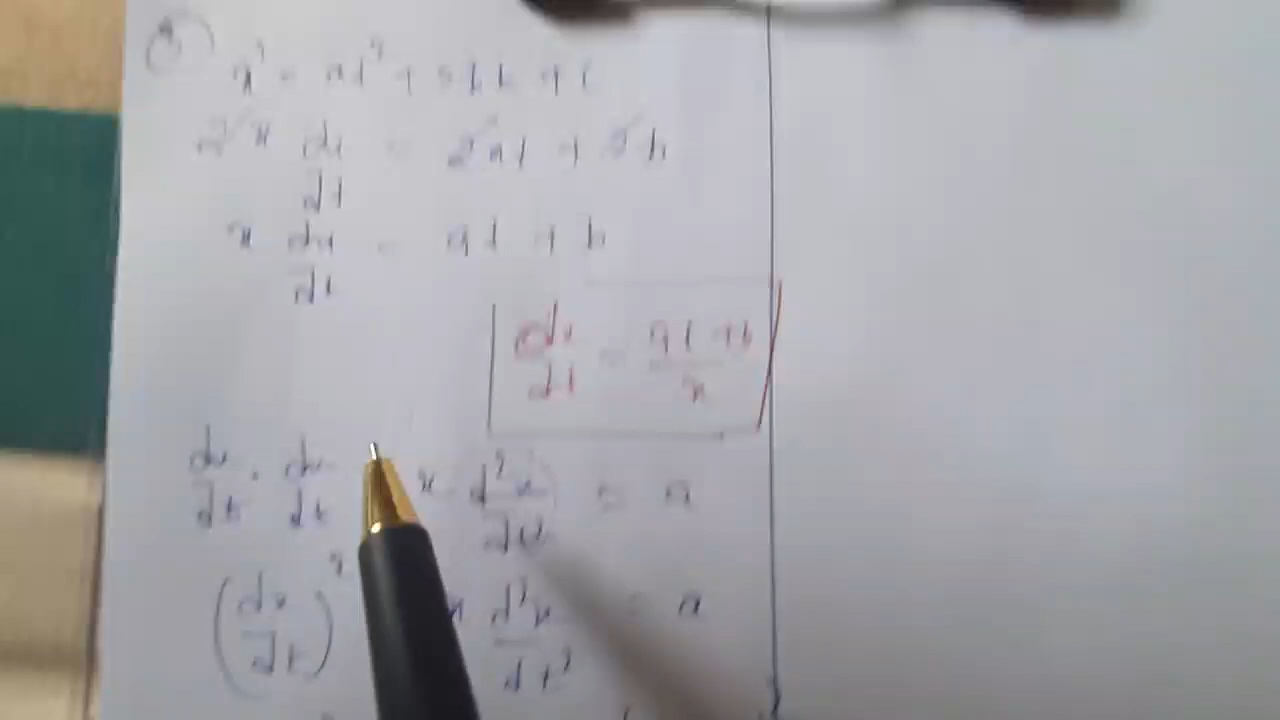 x² = at² + 2bt + c
2x dx/dt = 2at + 2b
x dx/dt = at + b
dx/dt = at + b/x
dx/dt . dx/dt x . d²x/dt² = a
(dx/dt)² x d²x/dt² = a